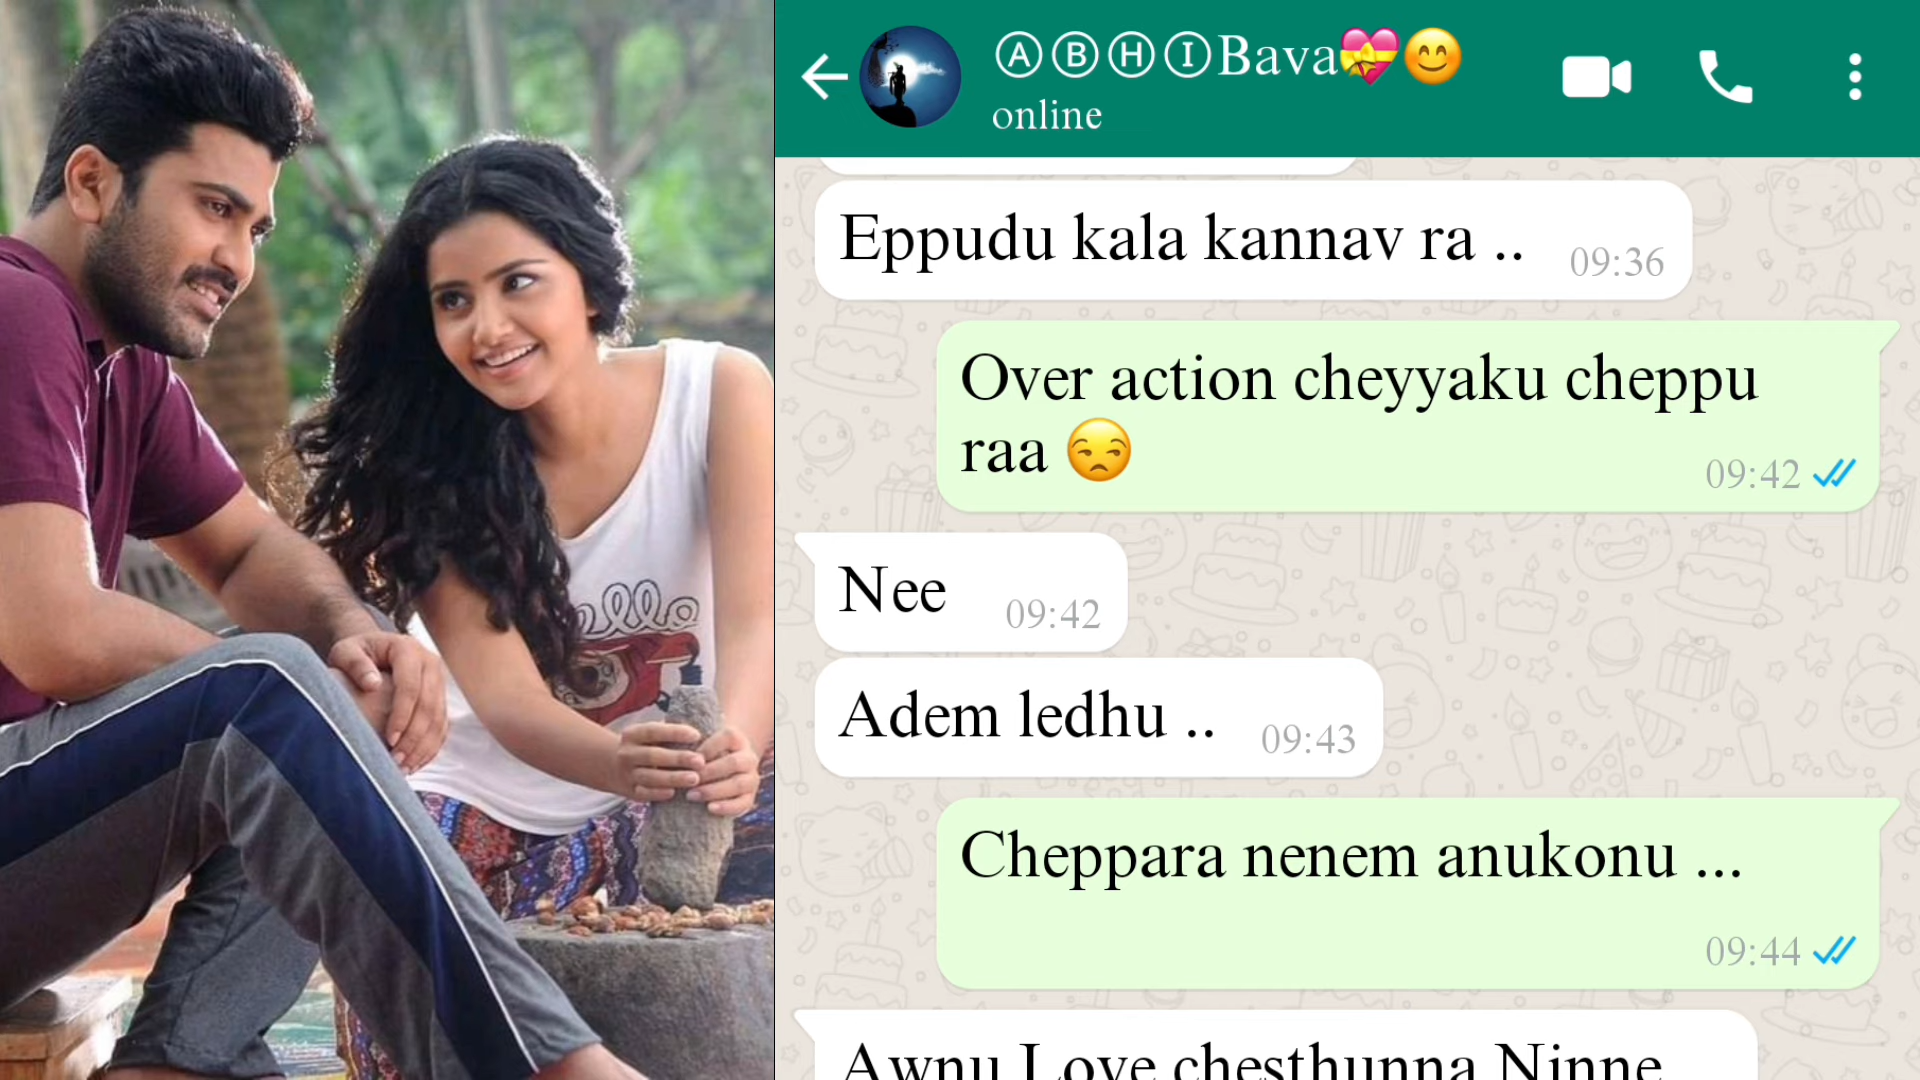 ⒶⒷⒽⒾBava💝😊
online
Eppudu kala kannav ra ..
09:36
Over action cheyyaku cheppu
raa 😒
09:42
Nee
09:42
Adem ledhu ..
09:43
Cheppara nenem anukonu ...
09:44
Awnu Love chesthunna Ninne
ello